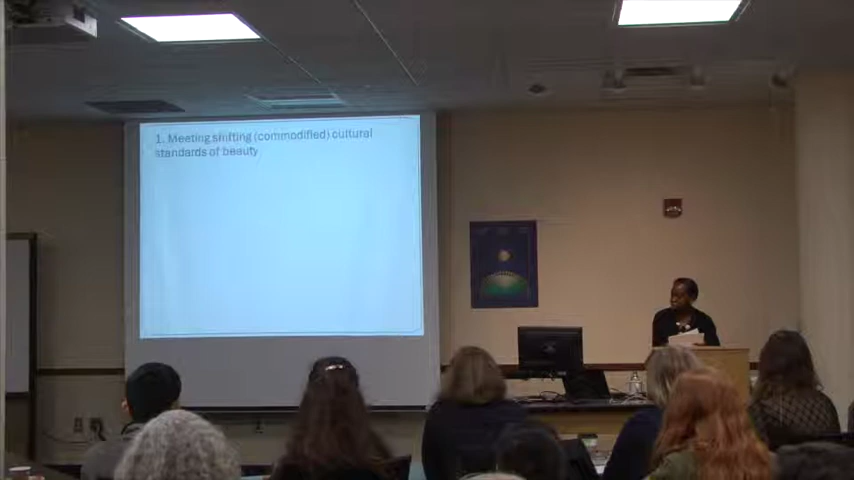 1. Meeting shifting (commodified) cultural
standards of beauty